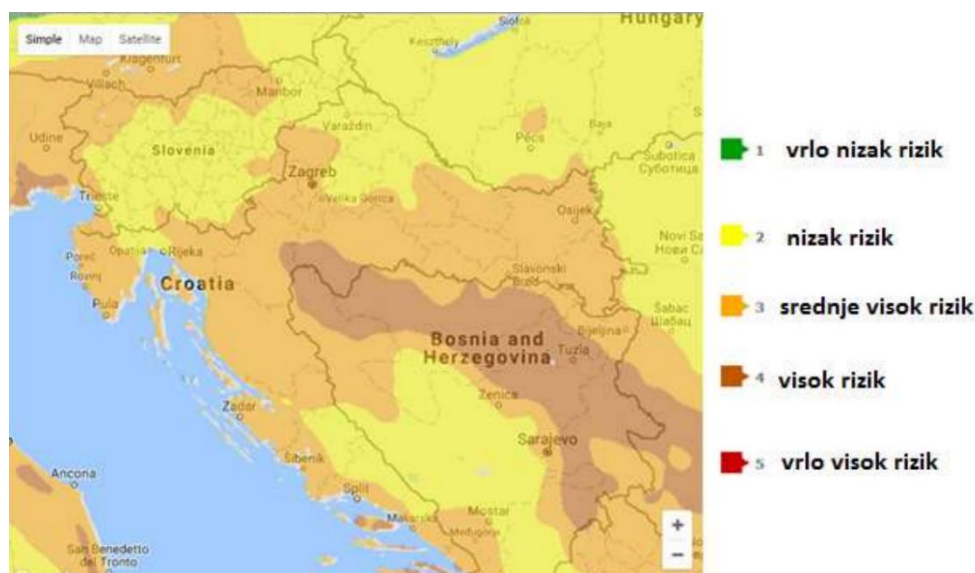 Simple Map Satellite
Hungary
Siofok
Keszthely
Klagenfurt
Villach
Maribor
Udine
Slovenia
Varaždin
Pécs
Baja
Subotica
Суботица
Zagreb
Velika Gorica
Trieste
Osijek
Novi Sa
Нови Са
Opatija
Rijeka
Poreč
Rovinj
Pula
Croatia
Slavonski
Brod
Šabac
Шабац
Bosnia and
Herzegovina
Bijeljina
Tuzla
Zenica
Zadar
Sarajevo
Šibenik
Ancona
Split
Makarska
Mostar
Međugorje
San Benedetto
del Tronto
+
−
1 vrlo nizak rizik
2 nizak rizik
3 srednje visok rizik
4 visok rizik
5 vrlo visok rizik